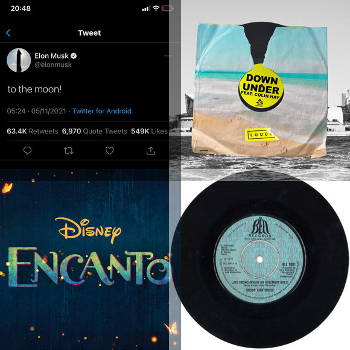 20:48
Tweet
Elon Musk
@elonmusk
to the moon!
05:24 · 05/11/2021 · Twitter for Android
63.4K Retweets 6,970 Quote Tweets 549K Likes
DOWN
UNDER
FEAT. COLIN HAY
LUUDE
Disney
ENCANTO
BELL
RECORDS